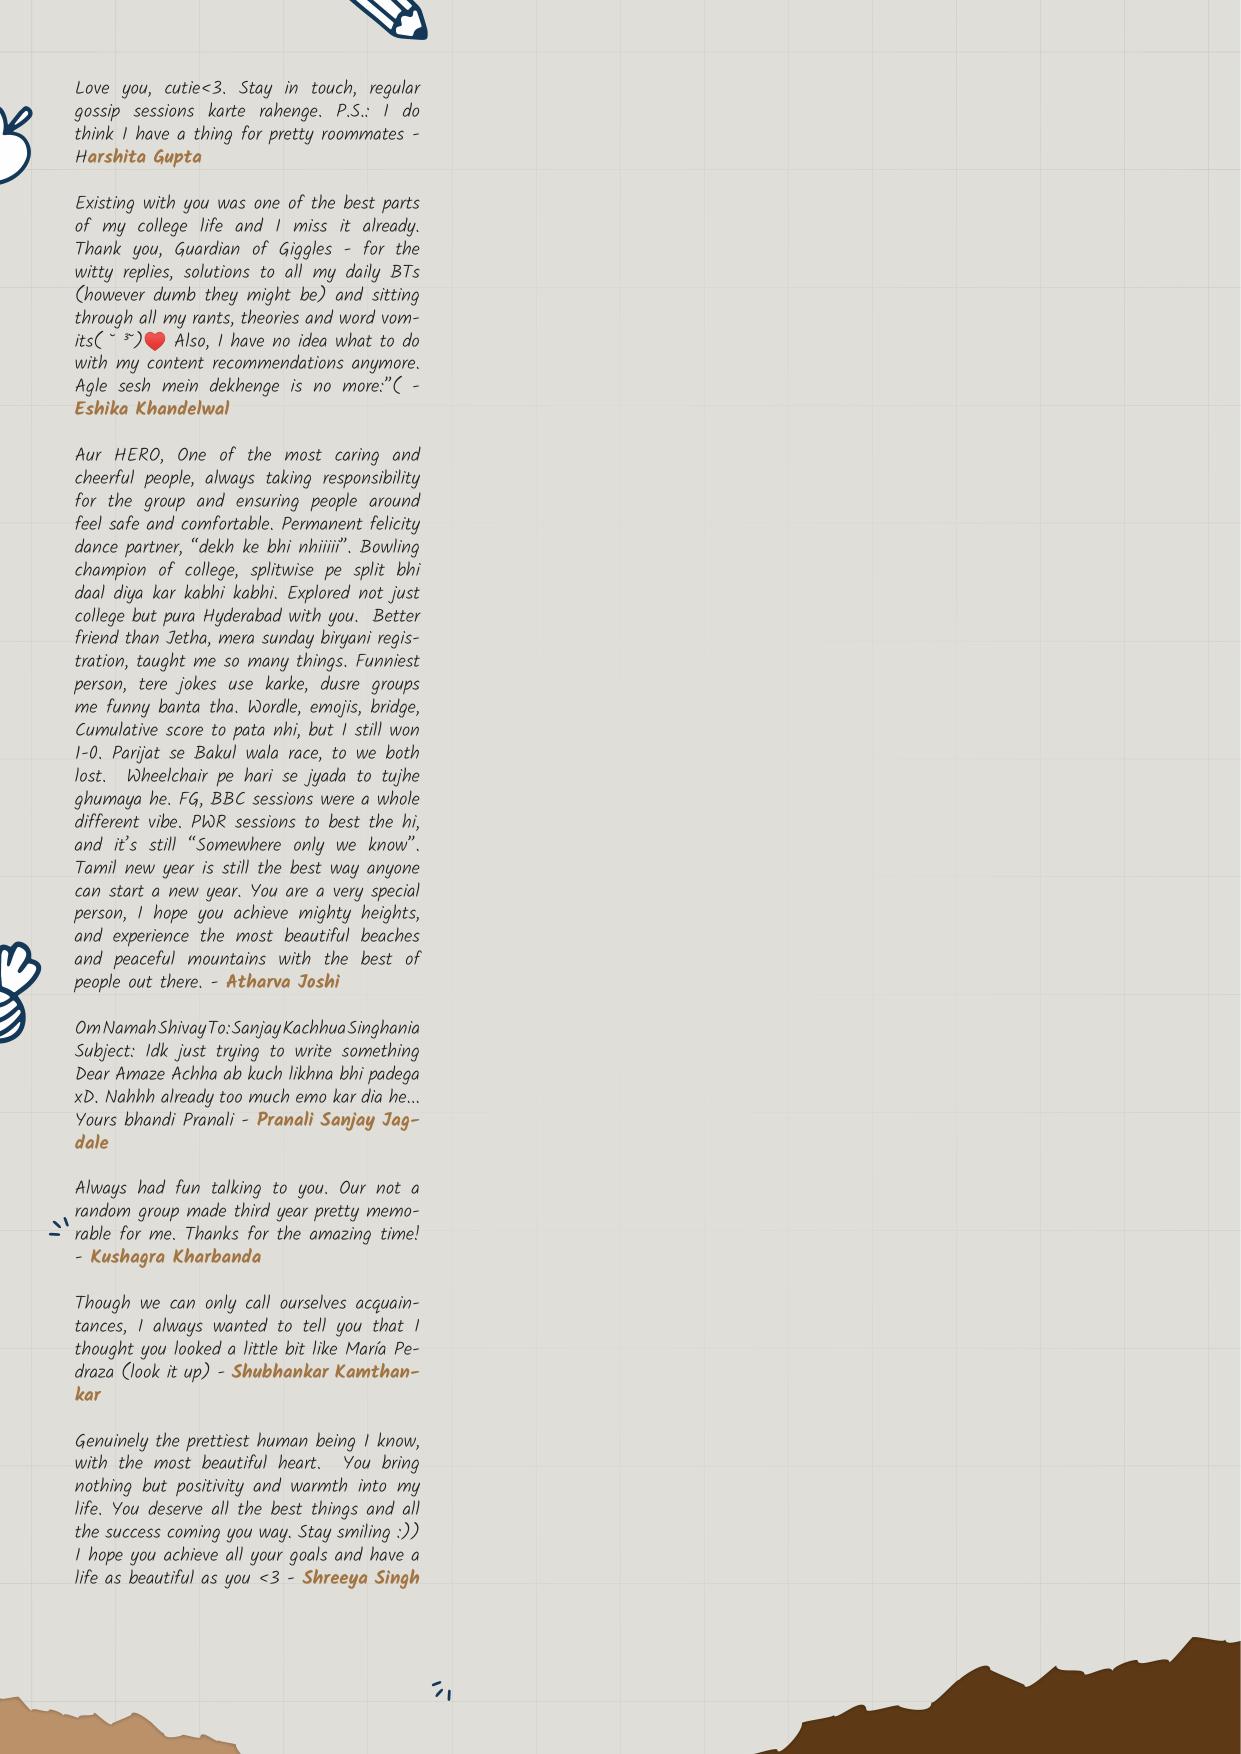 Love you, cutie<3. Stay in touch, regular
gossip sessions karte rahenge. P.S.: I do
think I have a thing for pretty roommates -
Harshita Gupta
Existing with you was one of the best parts
of my college life and I miss it already.
Thank you, Guardian of Giggles - for the
witty replies, solutions to all my daily BTs
(however dumb they might be) and sitting
through all my rants, theories and word vom-
its( ˘ ³˘)♥ Also, I have no idea what to do
with my content recommendations anymore.
Agle sesh mein dekhenge is no more:”( -
Eshika Khandelwal
Aur HERO, One of the most caring and
cheerful people, always taking responsibility
for the group and ensuring people around
feel safe and comfortable. Permanent felicity
dance partner, “dekh ke bhi nhiiiii”. Bowling
champion of college, splitwise pe split bhi
daal diya kar kabhi kabhi. Explored not just
college but pura Hyderabad with you. Better
friend than Jetha, mera sunday biryani regis-
tration, taught me so many things. Funniest
person, tere jokes use karke, dusre groups
me funny banta tha. Wordle, emojis, bridge,
Cumulative score to pata nhi, but I still won
1-0. Parijat se Bakul wala race, to we both
lost. Wheelchair pe hari se jyada to tujhe
ghumaya he. FG, BBC sessions were a whole
different vibe. PWR sessions to best the hi,
and it’s still “Somewhere only we know”.
Tamil new year is still the best way anyone
can start a new year. You are a very special
person, I hope you achieve mighty heights,
and experience the most beautiful beaches
and peaceful mountains with the best of
people out there. - Atharva Joshi
Om Namah Shivay To: Sanjay Kachhua Singhania
Subject: Idk just trying to write something
Dear Amaze Achha ab kuch likhna bhi padega
xD. Nahhh already too much emo kar dia he...
Yours bhandi Pranali - Pranali Sanjay Jag-
dale
Always had fun talking to you. Our not a
random group made third year pretty memo-
rable for me. Thanks for the amazing time!
- Kushagra Kharbanda
Though we can only call ourselves acquain-
tances, I always wanted to tell you that I
thought you looked a little bit like María Pe-
draza (look it up) - Shubhankar Kamthan-
kar
Genuinely the prettiest human being I know,
with the most beautiful heart. You bring
nothing but positivity and warmth into my
life. You deserve all the best things and all
the success coming you way. Stay smiling :))
I hope you achieve all your goals and have a
life as beautiful as you <3 - Shreeya Singh